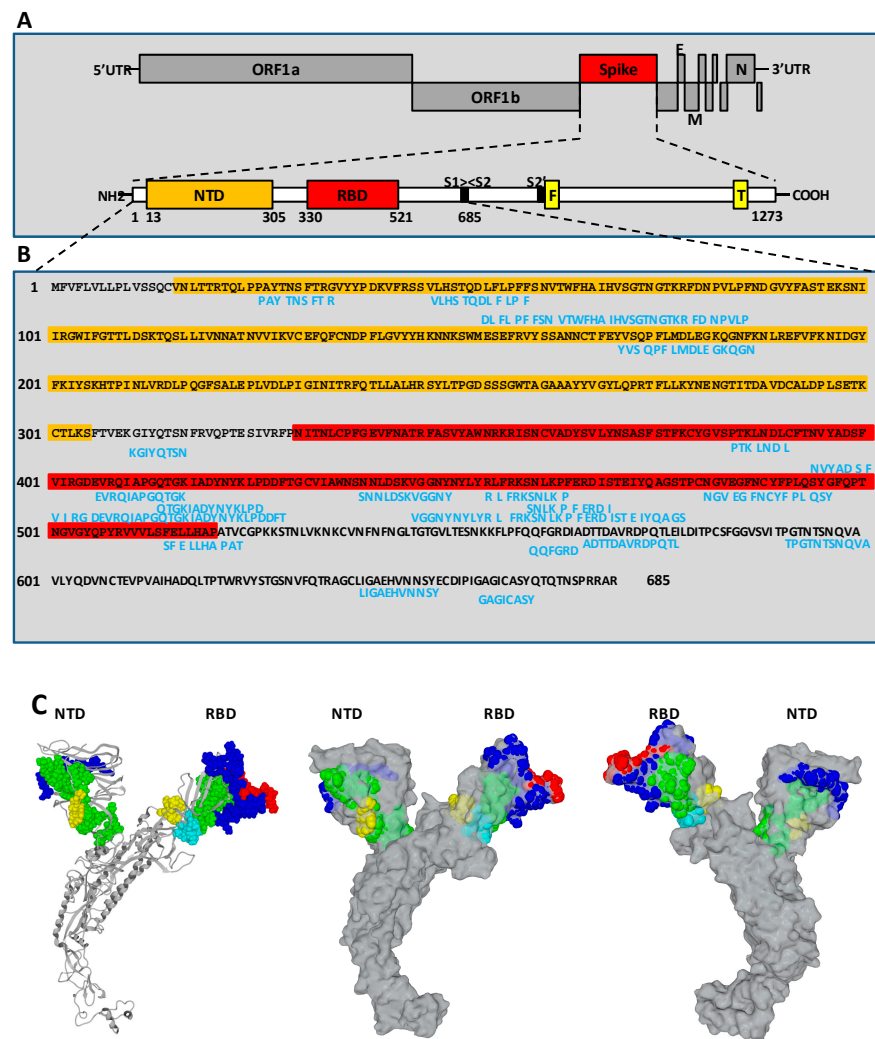 A
5'UTR ORF1a Spike E N 3'UTR
ORF1b M
S1><S2 S2'
NH2 NTD RBD F T COOH
1 13 305 330 521 685 1273
B
1 MFVFLVLLPLVSSQCVNLTTRTQLPPAYTNSFTRGVYYPDKVFRSSVLHSTQDLFLPFFSNVTWFHAIHVSGTNGTKRFDNPVLPFNDGVYFASTEKSNI
PAY TNS FT R VLHS TQDL F LP F
DL FL PF FSN VTWFHA IHVSGTNGTKR FD NPVLP
101 IRGWIFGTTLDSKTQSLLIVNNATNVVIKVCEFQFCNDPFLGVYYHKNNKSWMESEFRVYSSANNCTFEYVSQPFLMDLEGKQGNFKNLREFVFKNIDGY
YVS QPF LMDLE GKQGN
201 FKIYSKHTPINLVRDLPQGFSALEPLVDLPIGINITRFQTLLALHRSYLTPGDSSSGWTAGAAAYYVGYLQPRTFLLKYNENGTITDAVDCALDPLSETK
301 CTLKSFTVEKGIYQTSNFRVQPTESIVRFPNITNLCPFGEVFNATRFASVYAWNRKRISNCVADYSVLYNSASFSTFKCYGVSPTKLNDLCFTNVYADSF
KGIYQTSN PTK LND L
NVYAD S F
401 VIRGDEVRQIAPGQTGKIADYNYKLPDDFTGCVIAWNSNNLDSKVGGNYNYLYRLFRKSNLKPFERDISTEIYQAGSTPCNGVEGFNCYFPLQSYGFQPT
EVRQIAPGQTGK SNNLDSKVGGNY R L FRKSNLK P NGV EG FNCYF PL QSY
QTGKIADYNYKLPD SNLK P FERD I
V I RG DEVRQIAPGQTGKIADYNYKLPDDFT VGGNYNYLYR L FRKSNLK P FERD IST E IYQAGS
501 NGVGYQPYRVVVLSFELLHAPATVCGPKKSTNLVKNKCVNFNFNGLTGTGVLTESNKKFLPFQQFGRDIADTTDAVRDPQTLEILDITPCSFGGVSVITPGTNTSNQVA
SF E LLHA PAT QQFGRD ADTTDAVRDPQTL TPGTNTSNQVA
601 VLYQDVNCTEVPVAIHADQLTPTWRVYSTGSNVFQTRAGCLIGAEHVNNSYECDIPIGAGICASYQTQTNSPRRAR 685
LIGAEHVNNSY GAGICASY
C
NTD RBD NTD RBD RBD NTD